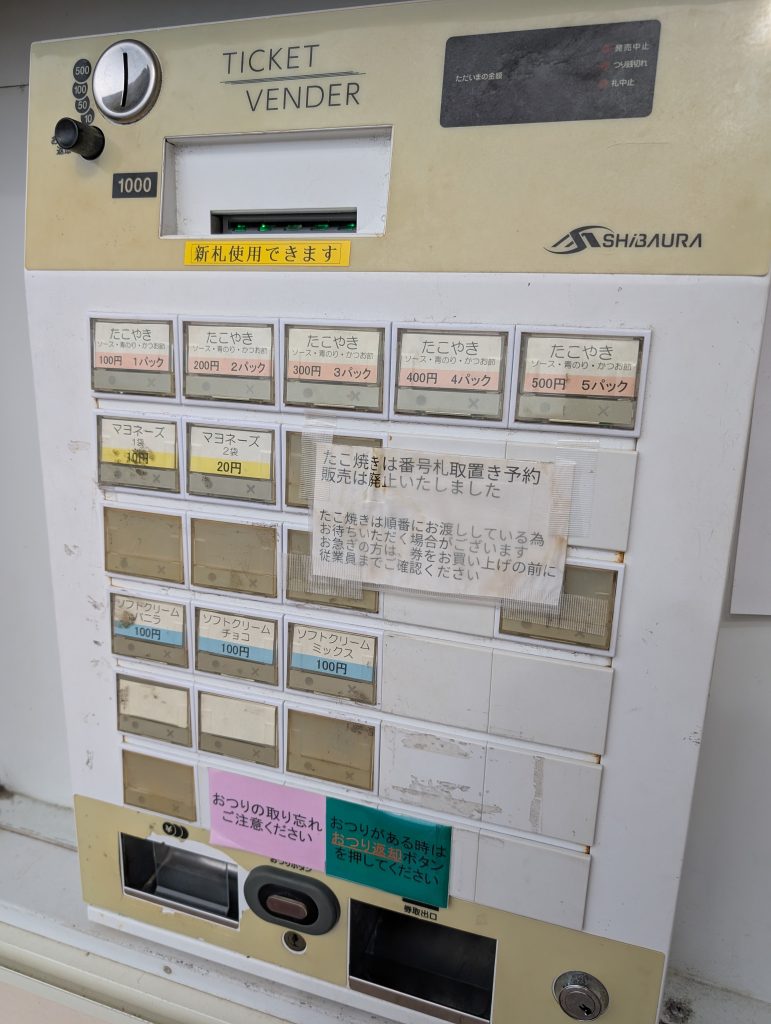 500
100
50
10
TICKET
VENDER
ただいまの金額
発売中止
つり銭切れ
札中止
1000
新札使用できます
SHIBAURA
たこやき
ソース・青のり・かつお節
100円 1パック
たこやき
ソース・青のり・かつお節
200円 2パック
たこやき
ソース・青のり・かつお節
300円 3パック
たこやき
ソース・青のり・かつお節
400円 4パック
たこやき
ソース・青のり・かつお節
500円 5パック
マヨネーズ
1袋
10円
マヨネーズ
2袋
20円
たこ焼きは番号札取置き予約
販売は廃止いたしました
たこ焼きは順番にお渡ししている為
お待ちいただく場合がございます
お急ぎの方は、券をお買い上げの前に
従業員までご確認ください
ソフトクリーム
バニラ
100円
ソフトクリーム
チョコ
100円
ソフトクリーム
ミックス
100円
おつりの取り忘れ
ご注意ください
おつりがある時は
おつり返却ボタン
を押してください
おつりボタン
券取出口